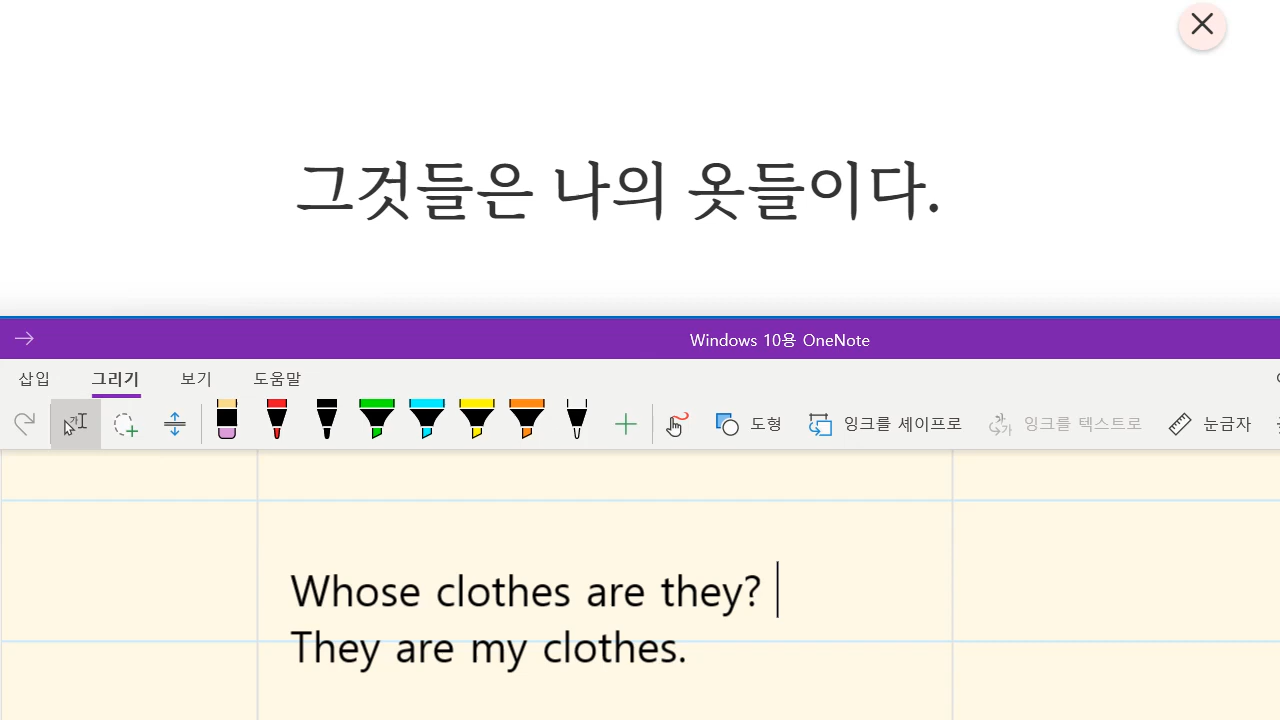 그것들은 나의 옷들이다.
Windows 10용 OneNote
삽입 그리기 보기 도움말
도형 잉크를 셰이프로 잉크를 텍스트로 눈금자
Whose clothes are they?
They are my clothes.